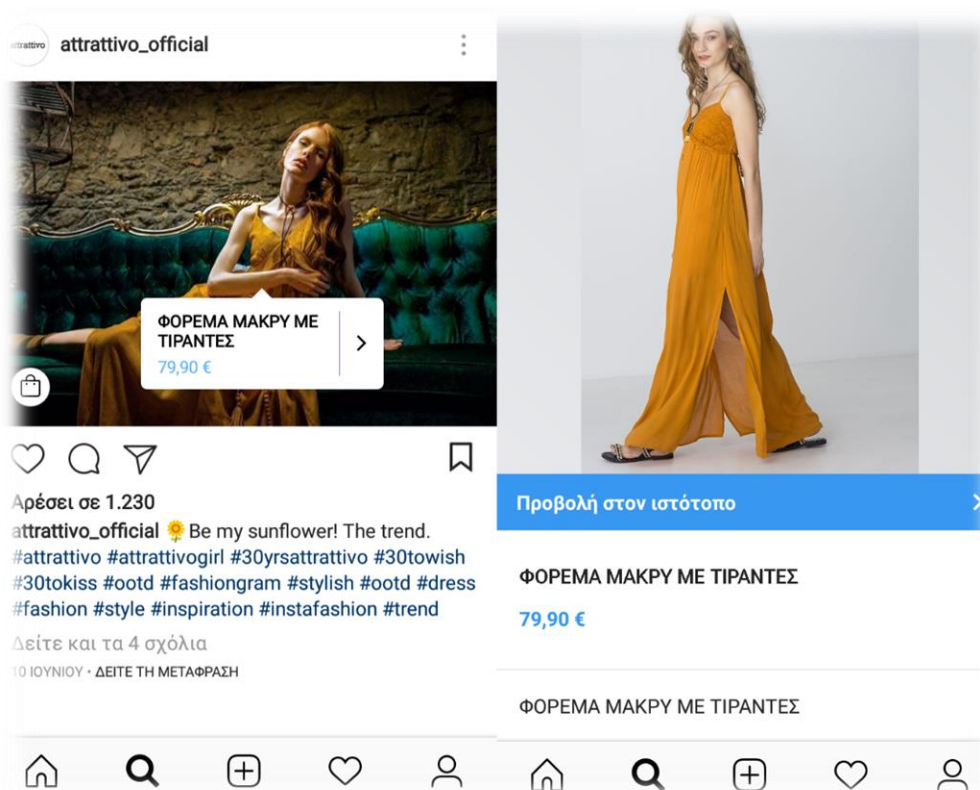 attrattivo
attrattivo_official
ΦΟΡΕΜΑ ΜΑΚΡΥ ΜΕ
ΤΙΡΑΝΤΕΣ
79,90 €
Αρέσει σε 1.230
attrattivo_official 🌻 Be my sunflower! The trend.
#attrattivo #attrattivogirl #30yrsattrattivo #30towish
#30tokiss #ootd #fashiongram #stylish #ootd #dress
#fashion #style #inspiration #instafashion #trend
Δείτε και τα 4 σχόλια
10 ΙΟΥΝΙΟΥ • ΔΕΙΤΕ ΤΗ ΜΕΤΑΦΡΑΣΗ
Προβολή στον ιστότοπο
ΦΟΡΕΜΑ ΜΑΚΡΥ ΜΕ ΤΙΡΑΝΤΕΣ
79,90 €
ΦΟΡΕΜΑ ΜΑΚΡΥ ΜΕ ΤΙΡΑΝΤΕΣ